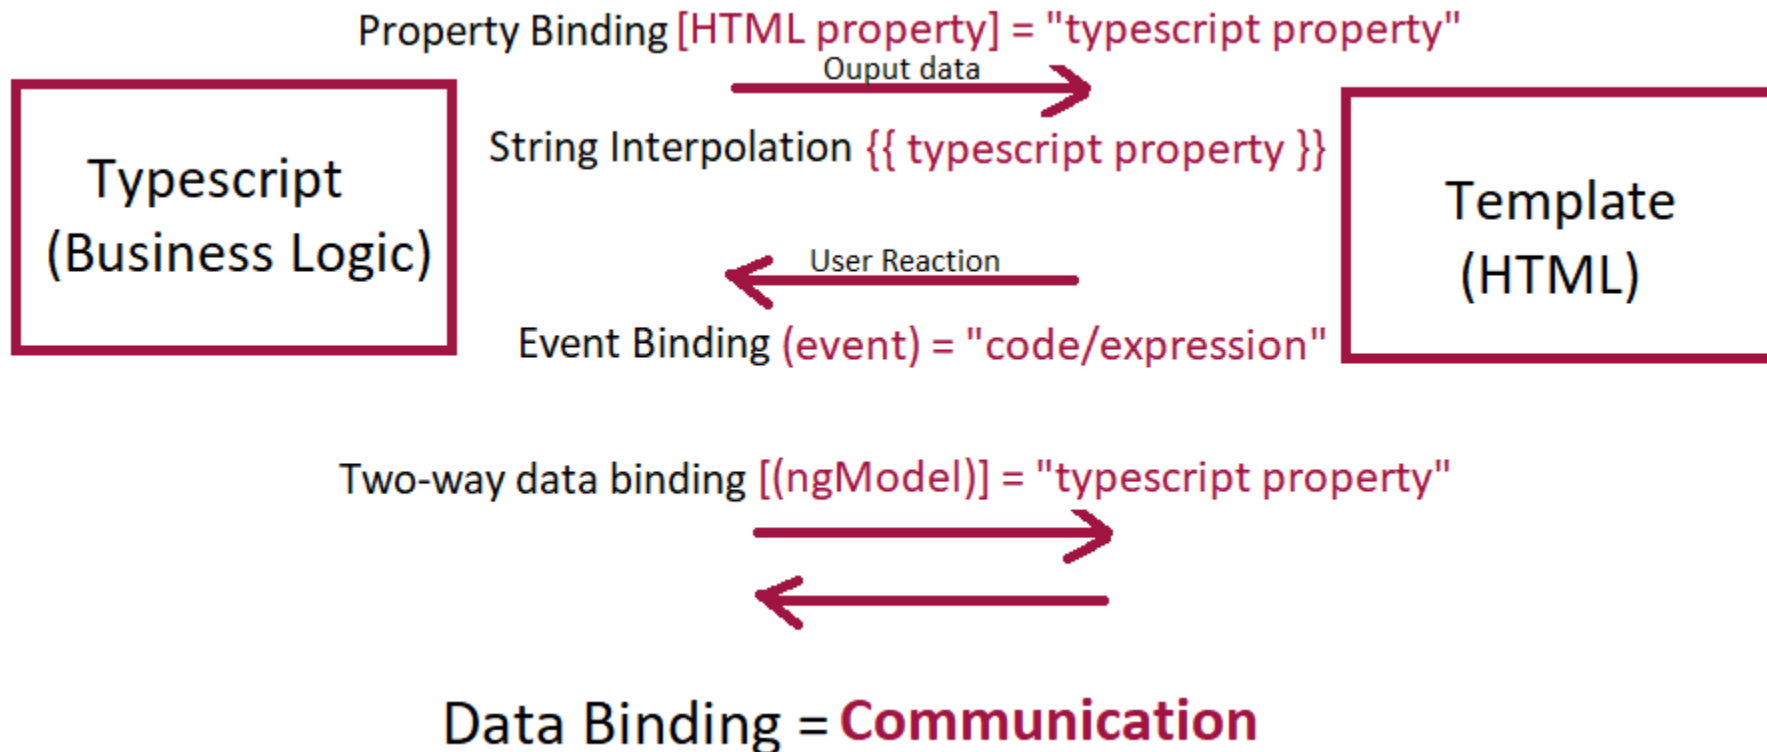 Property Binding [HTML property] = "typescript property"
Ouput data
String Interpolation {{ typescript property }}
Typescript
(Business Logic)
Template
(HTML)
User Reaction
Event Binding (event) = "code/expression"
Two-way data binding [(ngModel)] = "typescript property"
Data Binding = Communication